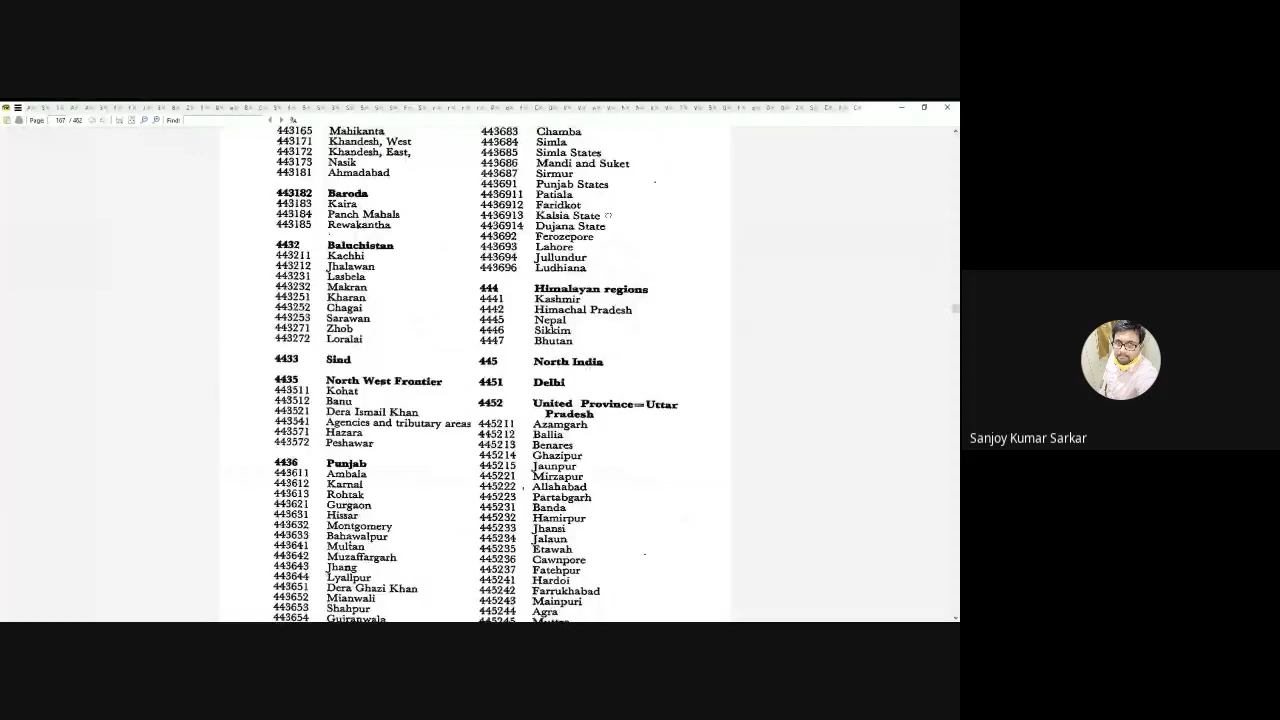 Page: 167 / 482 Find:
443165 Mahikanta
443171 Khandesh, West
443172 Khandesh, East,
443173 Nasik
443181 Ahmadabad
443182 Baroda
443183 Kaira
443184 Panch Mahals
443185 Rewakantha
4432 Baluchistan
443211 Kachhi
443212 Jhalawan
443231 Lasbela
443232 Makran
443251 Kharan
443252 Chagai
443253 Sarawan
443271 Zhob
443272 Loralai
4433 Sind
4435 North West Frontier
443511 Kohat
443512 Banu
443521 Dera Ismail Khan
443541 Agencies and tributary areas
443571 Hazara
443572 Peshawar
4436 Punjab
443611 Ambala
443612 Karnal
443613 Rohtak
443621 Gurgaon
443631 Hissar
443632 Montgomery
443633 Bahawalpur
443641 Multan
443642 Muzaffargarh
443643 Jhang
443644 Lyallpur
443651 Dera Ghazi Khan
443652 Mianwali
443653 Shahpur
443654 Gujranwala
443683 Chamba
443684 Simla
443685 Simla States
443686 Mandi and Suket
443687 Sirmur
443691 Punjab States
4436911 Patiala
4436912 Faridkot
4436913 Kalsia State
4436914 Dujana State
443692 Ferozepore
443693 Lahore
443694 Jullundur
443696 Ludhiana
444 Himalayan regions
4441 Kashmir
4442 Himachal Pradesh
4445 Nepal
4446 Sikkim
4447 Bhutan
445 North India
4451 Delhi
4452 United Province=Uttar
Pradesh
445211 Azamgarh
445212 Ballia
445213 Benares
445214 Ghazipur
445215 Jaunpur
445221 Mirzapur
445222 Allahabad
445223 Partabgarh
445231 Banda
445232 Hamirpur
445233 Jhansi
445234 Jalaun
445235 Etawah
445236 Cawnpore
445237 Fatehpur
445241 Hardoi
445242 Farrukhabad
445243 Mainpuri
445244 Agra
445245 Muttra
Sanjoy Kumar Sarkar